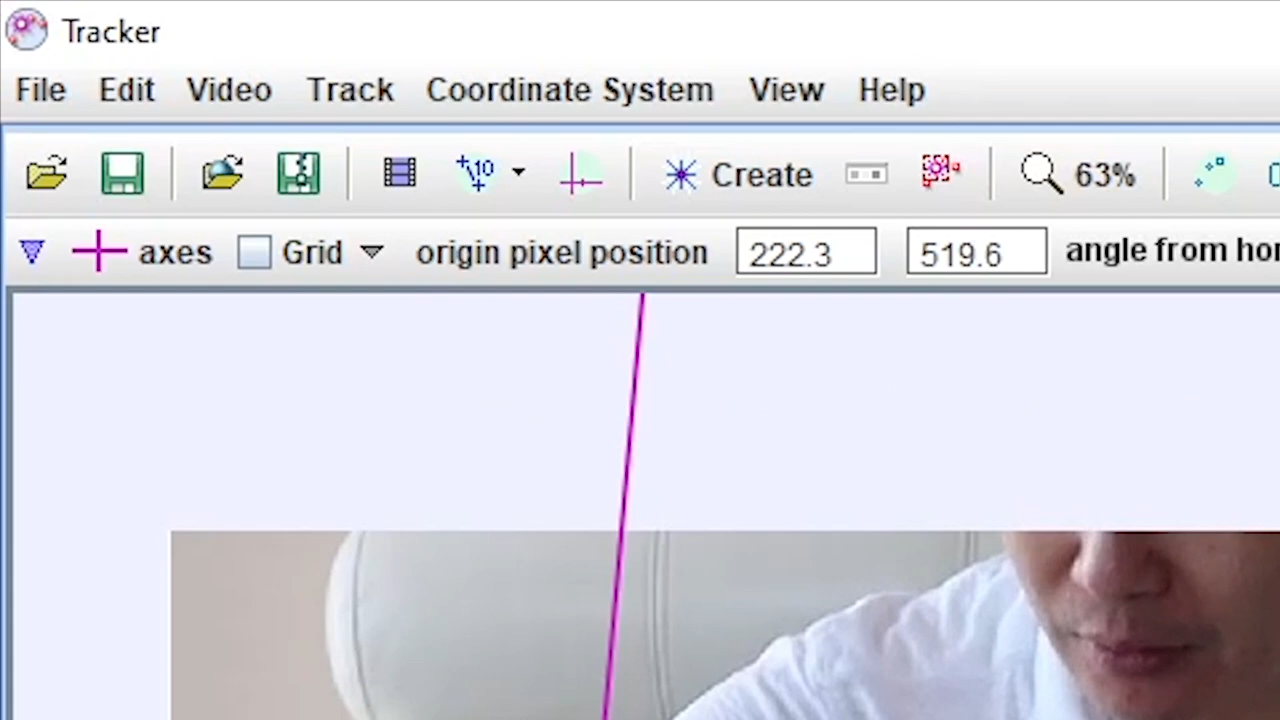 Tracker
File Edit Video Track Coordinate System View Help
10 Create 63%
axes Grid origin pixel position 222.3 519.6 angle from